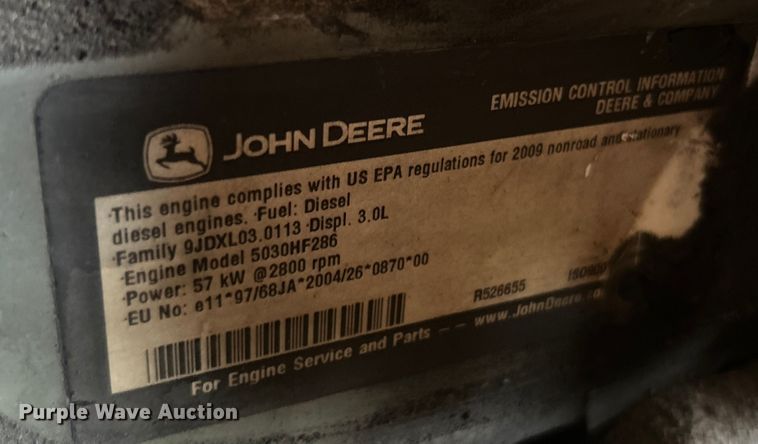 EMISSION CONTROL INFORMATION
DEERE & COMPANY
JOHN DEERE
·This engine complies with US EPA regulations for 2009 nonroad and stationary
diesel engines. ·Fuel: Diesel
·Family 9JDXL03.0113 ·Displ. 3.0L
·Engine Model 5030HF286
·Power: 57 kW @2800 rpm
·EU No: e11*97/68JA*2004/26*0870*00
R526655
For Engine Service and Parts – – www.JohnDeere.co
Purple Wave Auction